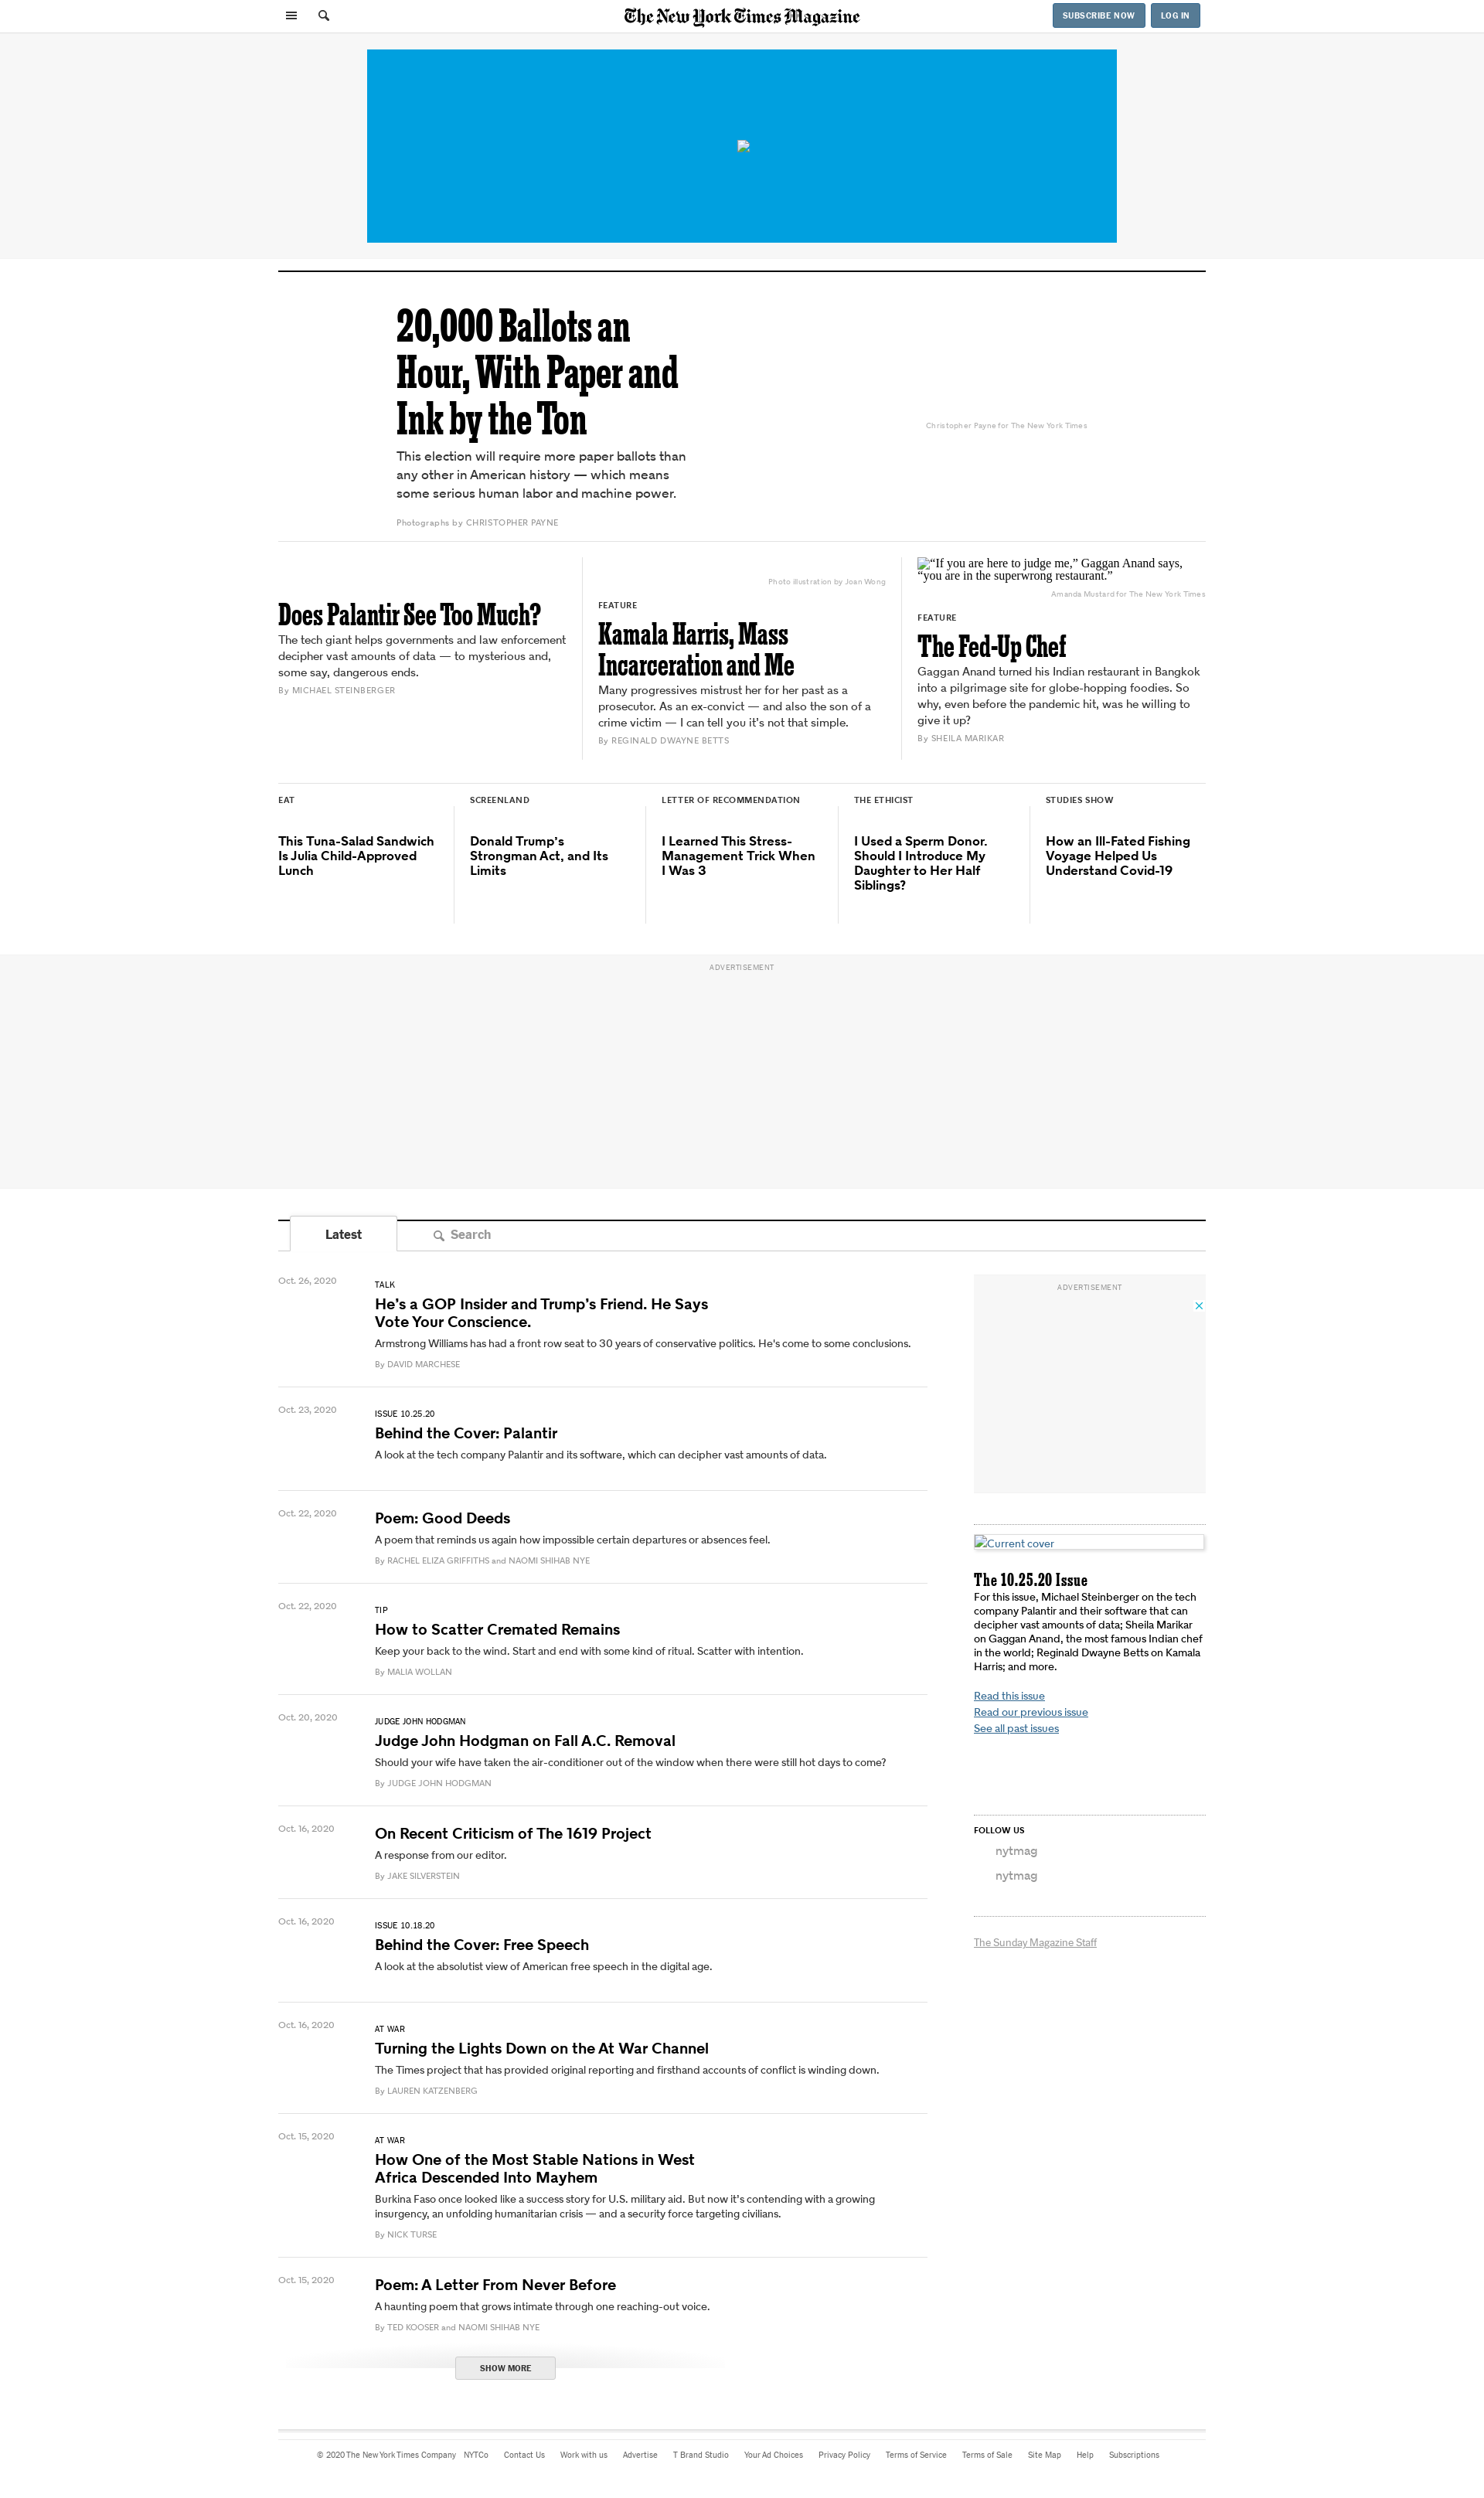 The New York Times Magazine
SUBSCRIBE NOW
LOG IN
20,000 Ballots an
Hour, With Paper and
Ink by the Ton
This election will require more paper ballots than
any other in American history — which means
some serious human labor and machine power.
Photographs by CHRISTOPHER PAYNE
Christopher Payne for The New York Times
Does Palantir See Too Much?
The tech giant helps governments and law enforcement
decipher vast amounts of data — to mysterious and,
some say, dangerous ends.
By MICHAEL STEINBERGER
Photo illustration by Joan Wong
FEATURE
Kamala Harris, Mass
Incarceration and Me
Many progressives mistrust her for her past as a
prosecutor. As an ex-convict — and also the son of a
crime victim — I can tell you it's not that simple.
By REGINALD DWAYNE BETTS
“If you are here to judge me,” Gaggan Anand says,
“you are in the superwrong restaurant.”
Amanda Mustard for The New York Times
FEATURE
The Fed-Up Chef
Gaggan Anand turned his Indian restaurant in Bangkok
into a pilgrimage site for globe-hopping foodies. So
why, even before the pandemic hit, was he willing to
give it up?
By SHEILA MARIKAR
EAT
This Tuna-Salad Sandwich
Is Julia Child-Approved
Lunch
SCREENLAND
Donald Trump's
Strongman Act, and Its
Limits
LETTER OF RECOMMENDATION
I Learned This Stress-
Management Trick When
I Was 3
THE ETHICIST
I Used a Sperm Donor.
Should I Introduce My
Daughter to Her Half
Siblings?
STUDIES SHOW
How an Ill-Fated Fishing
Voyage Helped Us
Understand Covid-19
ADVERTISEMENT
Latest
Search
Oct. 26, 2020
TALK
He's a GOP Insider and Trump's Friend. He Says
Vote Your Conscience.
Armstrong Williams has had a front row seat to 30 years of conservative politics. He's come to some conclusions.
By DAVID MARCHESE
Oct. 23, 2020
ISSUE 10.25.20
Behind the Cover: Palantir
A look at the tech company Palantir and its software, which can decipher vast amounts of data.
Oct. 22, 2020
Poem: Good Deeds
A poem that reminds us again how impossible certain departures or absences feel.
By RACHEL ELIZA GRIFFITHS and NAOMI SHIHAB NYE
Oct. 22, 2020
TIP
How to Scatter Cremated Remains
Keep your back to the wind. Start and end with some kind of ritual. Scatter with intention.
By MALIA WOLLAN
Oct. 20, 2020
JUDGE JOHN HODGMAN
Judge John Hodgman on Fall A.C. Removal
Should your wife have taken the air-conditioner out of the window when there were still hot days to come?
By JUDGE JOHN HODGMAN
Oct. 16, 2020
On Recent Criticism of The 1619 Project
A response from our editor.
By JAKE SILVERSTEIN
Oct. 16, 2020
ISSUE 10.18.20
Behind the Cover: Free Speech
A look at the absolutist view of American free speech in the digital age.
Oct. 16, 2020
AT WAR
Turning the Lights Down on the At War Channel
The Times project that has provided original reporting and firsthand accounts of conflict is winding down.
By LAUREN KATZENBERG
Oct. 15, 2020
AT WAR
How One of the Most Stable Nations in West
Africa Descended Into Mayhem
Burkina Faso once looked like a success story for U.S. military aid. But now it's contending with a growing
insurgency, an unfolding humanitarian crisis — and a security force targeting civilians.
By NICK TURSE
Oct. 15, 2020
Poem: A Letter From Never Before
A haunting poem that grows intimate through one reaching-out voice.
By TED KOOSER and NAOMI SHIHAB NYE
SHOW MORE
ADVERTISEMENT
Current cover
The 10.25.20 Issue
For this issue, Michael Steinberger on the tech
company Palantir and their software that can
decipher vast amounts of data; Sheila Marikar
on Gaggan Anand, the most famous Indian chef
in the world; Reginald Dwayne Betts on Kamala
Harris; and more.
Read this issue
Read our previous issue
See all past issues
FOLLOW US
nytmag
nytmag
The Sunday Magazine Staff
© 2020 The New York Times Company NYTCo Contact Us Work with us Advertise T Brand Studio Your Ad Choices Privacy Policy Terms of Service Terms of Sale Site Map Help Subscriptions